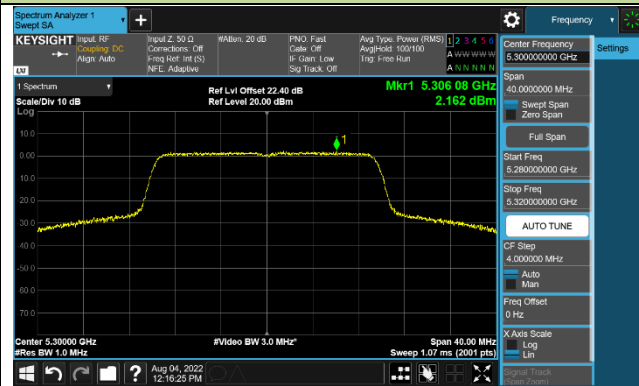 Spectrum Analyzer 1
Swept SA
+
Frequency
KEYSIGHT
Input: RF
Coupling: DC
Align: Auto
Input Z: 50 Ω
Corrections: Off
Freq Ref: Int (S)
NFE: Adaptive
#Atten: 20 dB
PNO: Fast
Gate: Off
IF Gain: Low
Sig Track: Off
Avg Type: Power (RMS)
Avg|Hold: 100/100
Trig: Free Run
1 2 3 4 5 6
A W W W W W
A N N N N N
LXI
1 Spectrum
Scale/Div 10 dB
Log
Ref Lvl Offset 22.40 dB
Ref Level 20.00 dBm
Mkr1 5.306 08 GHz
2.162 dBm
1
10.0
0.00
-10.0
-20.0
-30.0
-40.0
-50.0
-60.0
-70.0
Center 5.30000 GHz
#Res BW 1.0 MHz
#Video BW 3.0 MHz*
Span 40.00 MHz
Sweep 1.07 ms (2001 pts)
Center Frequency
5.300000000 GHz
Settings
Span
40.0000000 MHz
Swept Span
Zero Span
Full Span
Start Freq
5.280000000 GHz
Stop Freq
5.320000000 GHz
AUTO TUNE
CF Step
4.000000 MHz
Auto
Man
Freq Offset
0 Hz
X Axis Scale
Log
Lin
Signal Track
(Span Zoom)
?
Aug 04, 2022
12:16:25 PM